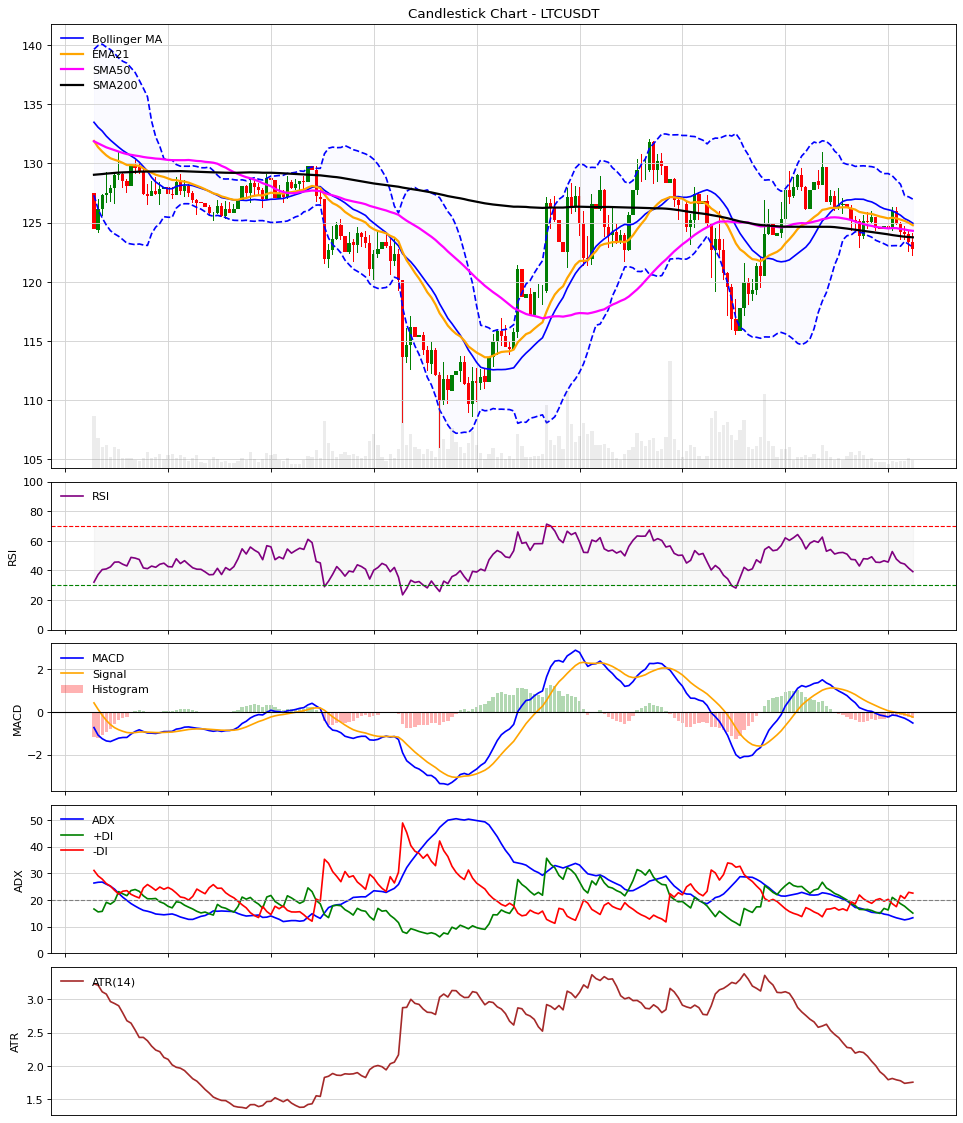 Candlestick Chart - LTCUSDT
Bollinger MA
EMA21
SMA50
SMA200
140
135
130
125
120
115
110
105
RSI
100
80
60
40
20
0
RSI
MACD
Signal
Histogram
2
0
−2
MACD
ADX
+DI
-DI
50
40
30
20
10
0
ADX
ATR(14)
3.0
2.5
2.0
1.5
ATR